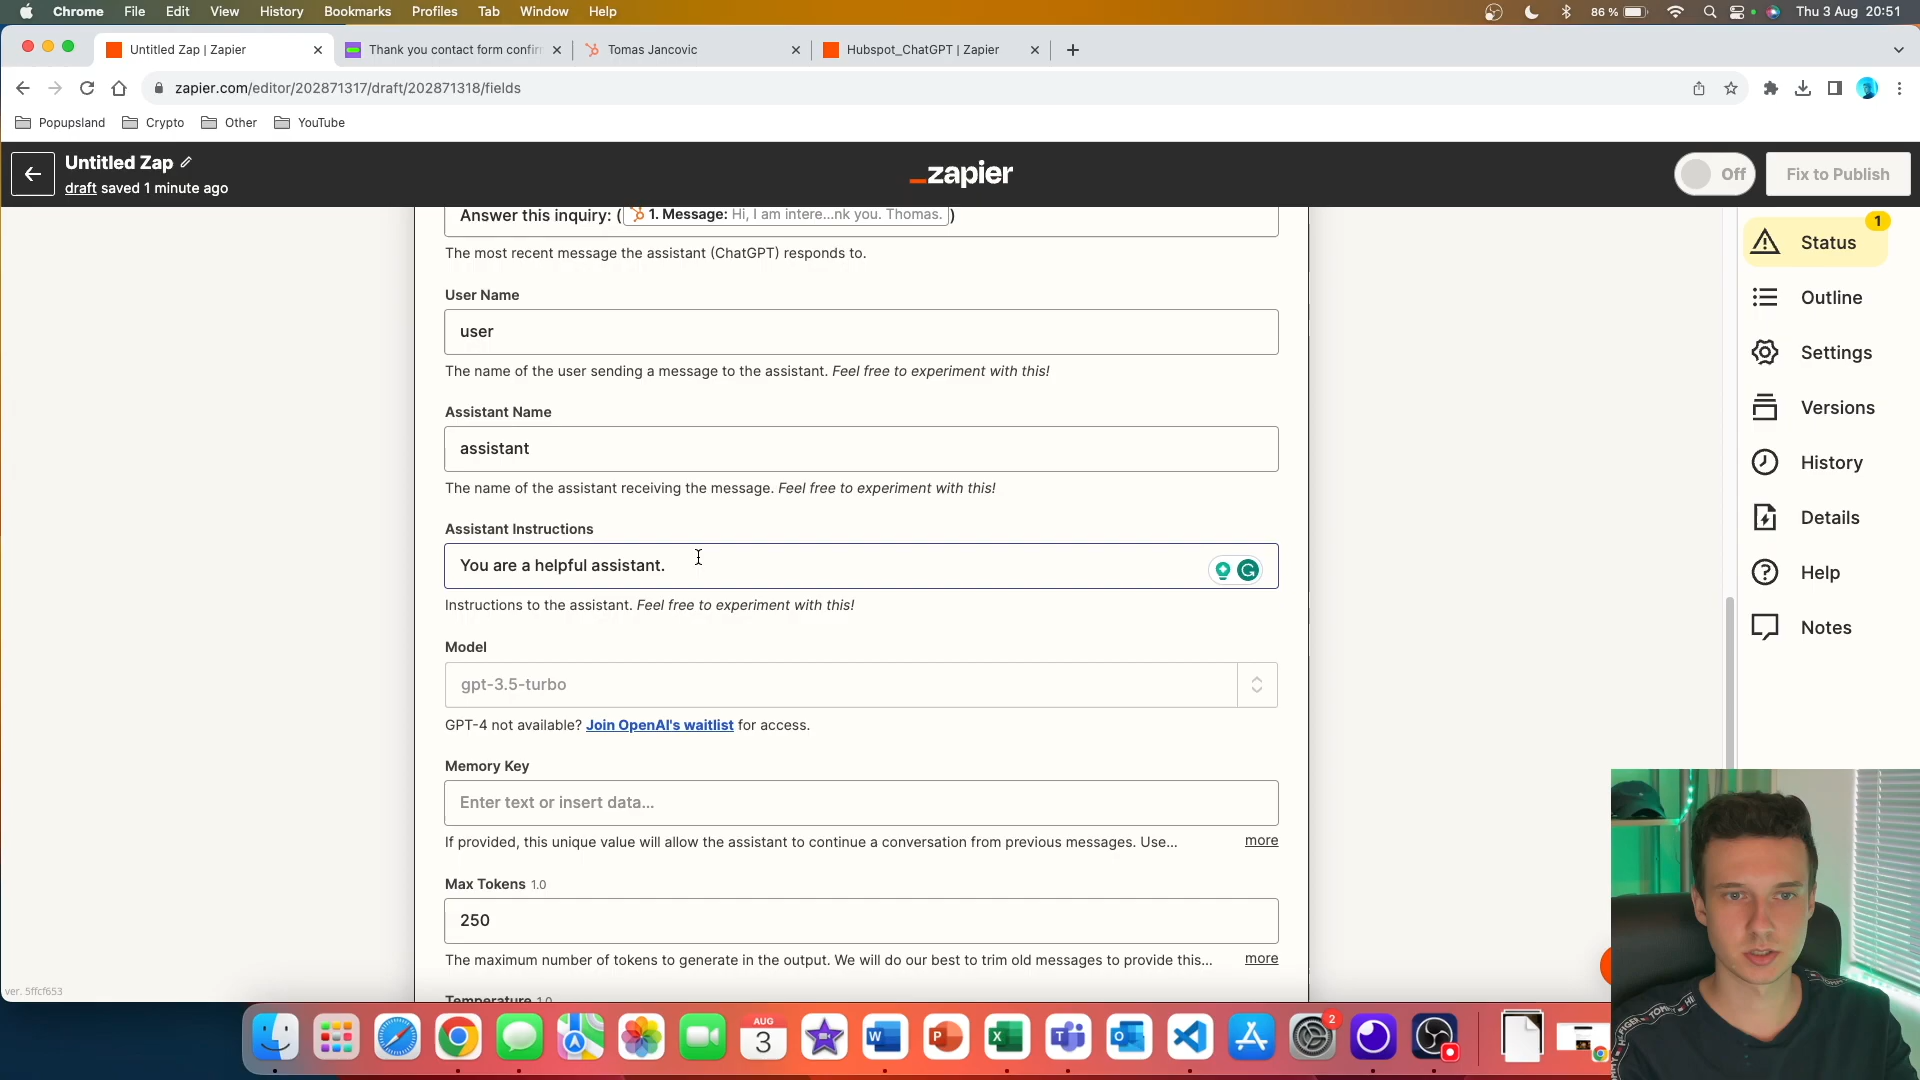 Chrome File Edit View History Bookmarks Profiles Tab Window Help 86 % Thu 3 Aug 20:51
Untitled Zap | Zapier Thank you contact form confir Tomas Jancovic Hubspot_ChatGPT | Zapier
zapier.com/editor/202871317/draft/202871318/fields
Popupsland Crypto Other YouTube
Untitled Zap
draft saved 1 minute ago
_zapier
Off
Fix to Publish
Answer this inquiry: ( 1. Message: Hi, I am intere...nk you. Thomas. )
The most recent message the assistant (ChatGPT) responds to.
User Name
user
The name of the user sending a message to the assistant. Feel free to experiment with this!
Assistant Name
assistant
The name of the assistant receiving the message. Feel free to experiment with this!
Assistant Instructions
You are a helpful assistant.
Instructions to the assistant. Feel free to experiment with this!
Model
gpt-3.5-turbo
GPT-4 not available? Join OpenAI's waitlist for access.
Memory Key
Enter text or insert data...
If provided, this unique value will allow the assistant to continue a conversation from previous messages. Use... more
Max Tokens 1.0
250
The maximum number of tokens to generate in the output. We will do our best to trim old messages to provide this... more
Temperature 1.0
1
Status
Outline
Settings
Versions
History
Details
Help
Notes
ver. 5ffcf653
AUG
3
2